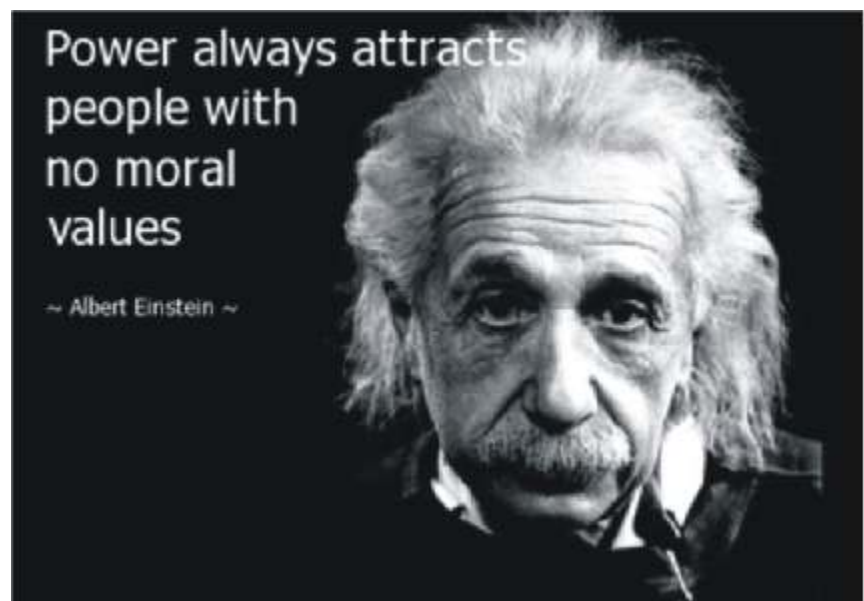 Power always attracts
people with
no moral
values
~ Albert Einstein ~